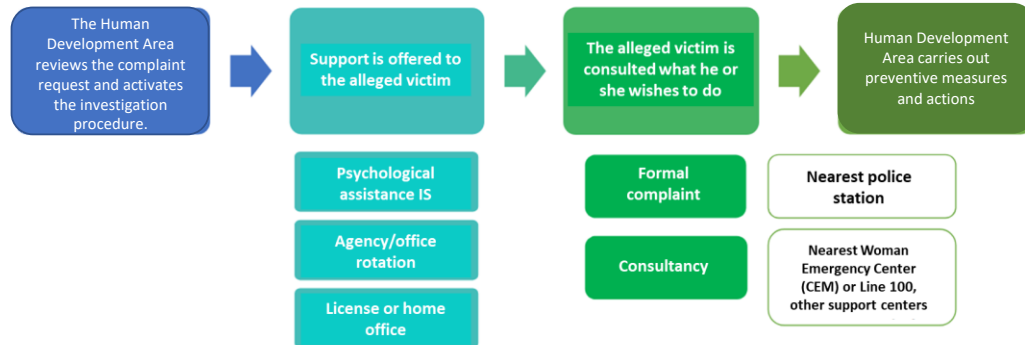 The Human
Development Area
reviews the complaint
request and activates
the investigation
procedure.
Support is offered to
the alleged victim
The alleged victim is
consulted what he or
she wishes to do
Human Development
Area carries out
preventive measures
and actions
Psychological
assistance IS
Agency/office
rotation
License or home
office
Formal
complaint
Nearest police
station
Consultancy
Nearest Woman
Emergency Center
(CEM) or Line 100,
other support centers